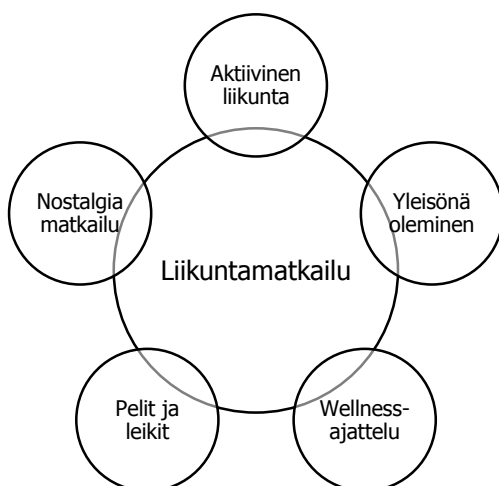 Aktiivinen
liikunta
Nostalgia
matkailu
Yleisönä
oleminen
Liikuntamatkailu
Pelit ja
leikit
Wellness-
ajattelu